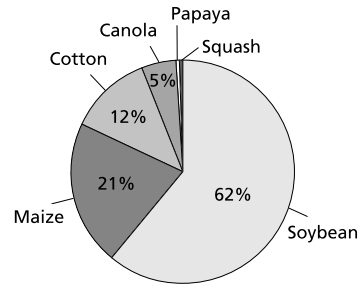 Papaya
Canola
Squash
Cotton
5%
12%
21%
62%
Maize
Soybean